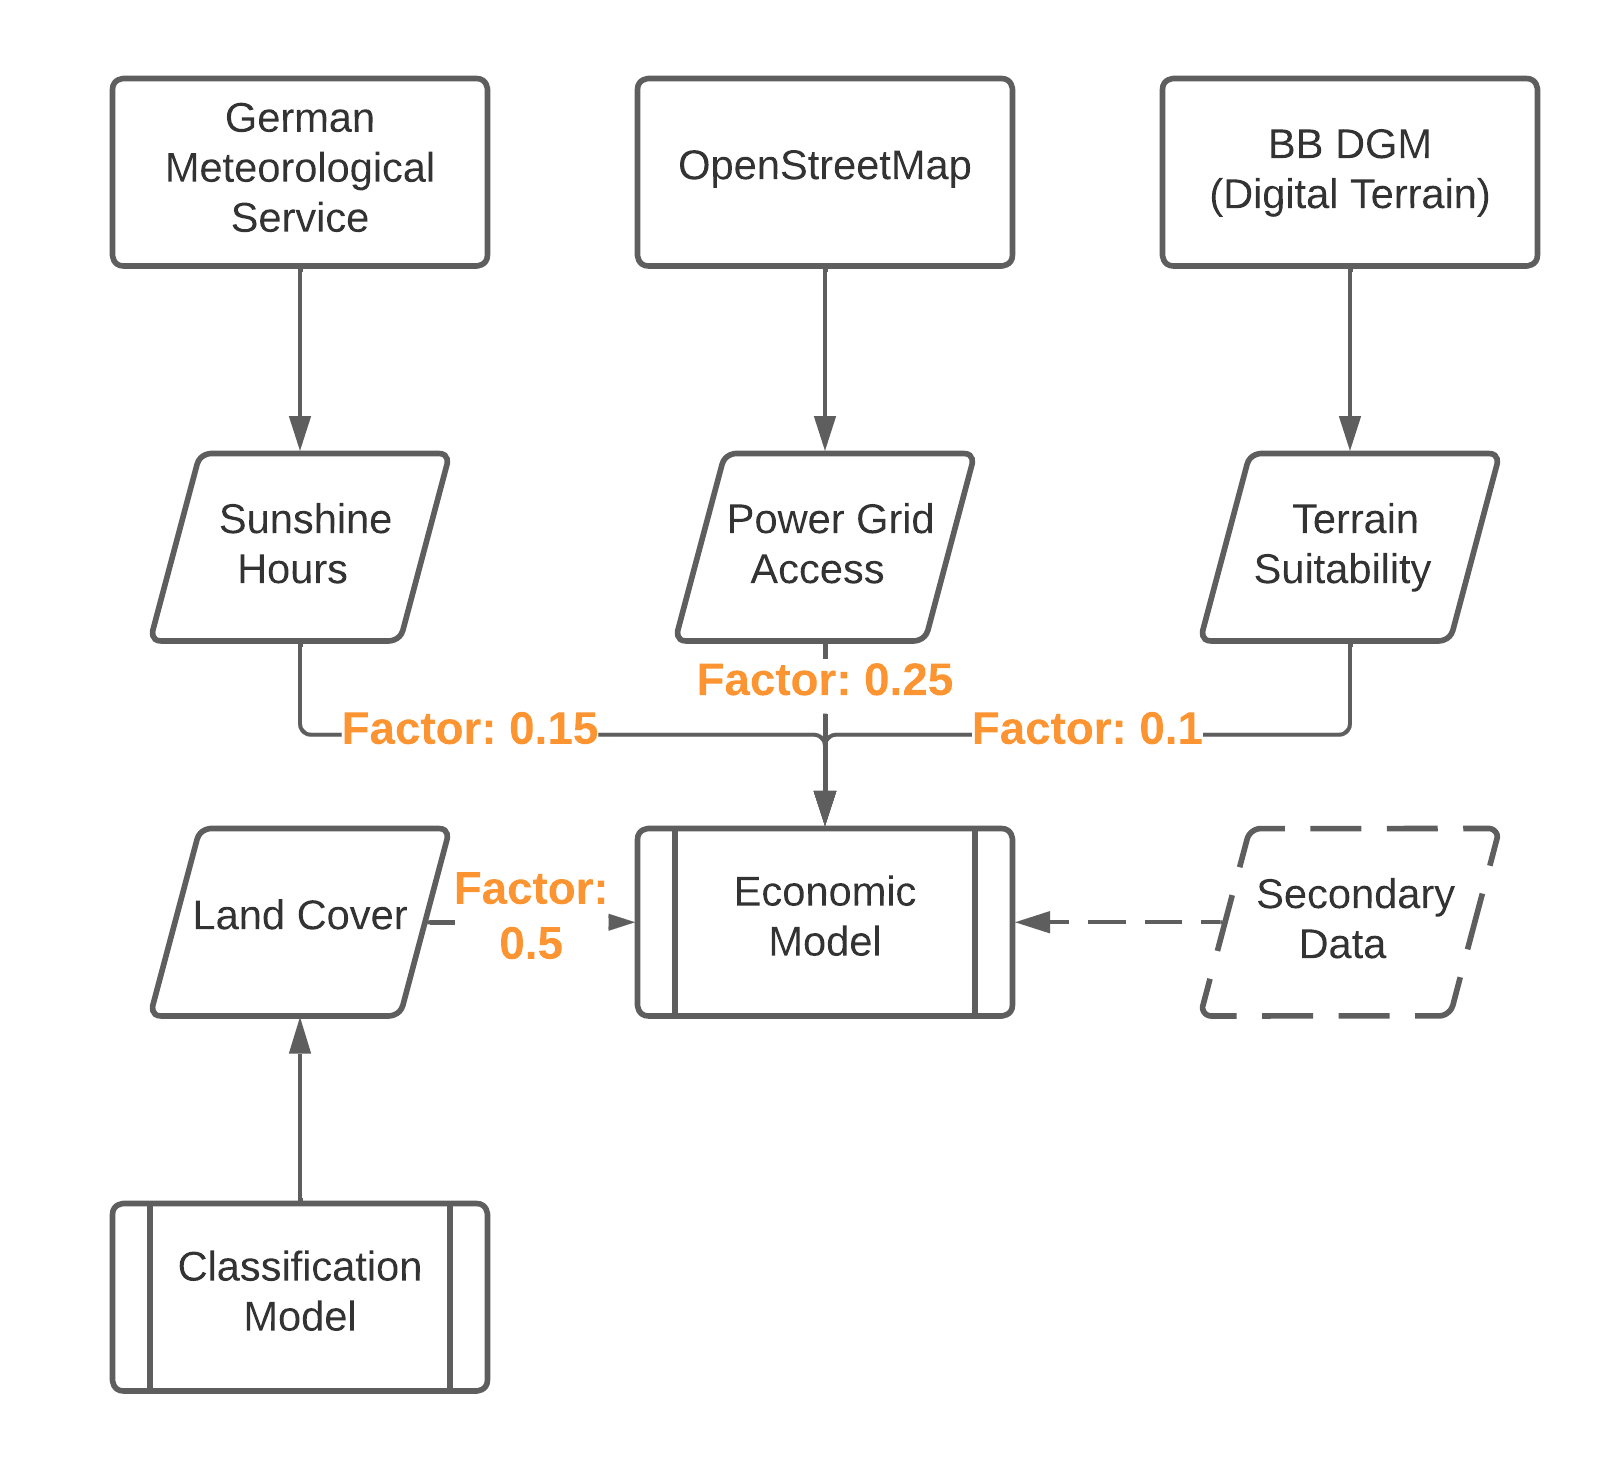 German
Meteorological
Service
OpenStreetMap
BB DGM
(Digital Terrain)
Sunshine
Hours
Power Grid
Access
Terrain
Suitability
Factor: 0.25
Factor: 0.15
Factor: 0.1
Land Cover
Factor:
0.5
Economic
Model
Secondary
Data
Classification
Model